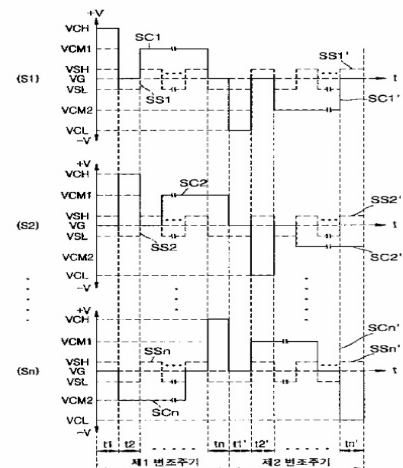 +V
VCH
VCM1
SC1
(S1)
VSH
VG
VSL
SS1
SS1'
t
VCM2
SC1'
VCL
-V
+V
VCH
VCM1
SC2
(S2)
VSH
VG
VSL
SS2
SS2'
t
VCM2
SC2'
VCL
-V
+V
VCH
SCn'
VCM1
(Sn)
VSH
VG
VSL
SSn
SSn'
t
VCM2
SCn
VCL
-V
t1 t2 tn t1' t2' tn'
제1 변조주기 제2 변조주기